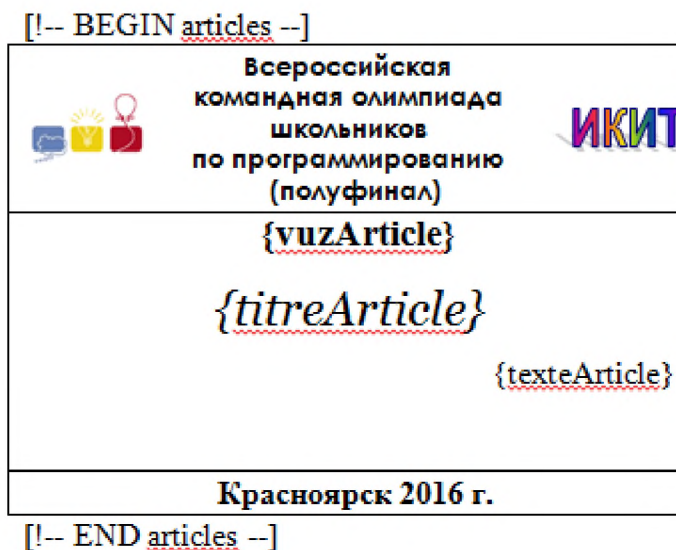 [!-- BEGIN articles --]
Всероссийская
командная олимпиада
школьников
по программированию
(полуфинал)
ИКИТ
{vuzArticle}
{titreArticle}
{texteArticle}
Красноярск 2016 г.
[!-- END articles --]